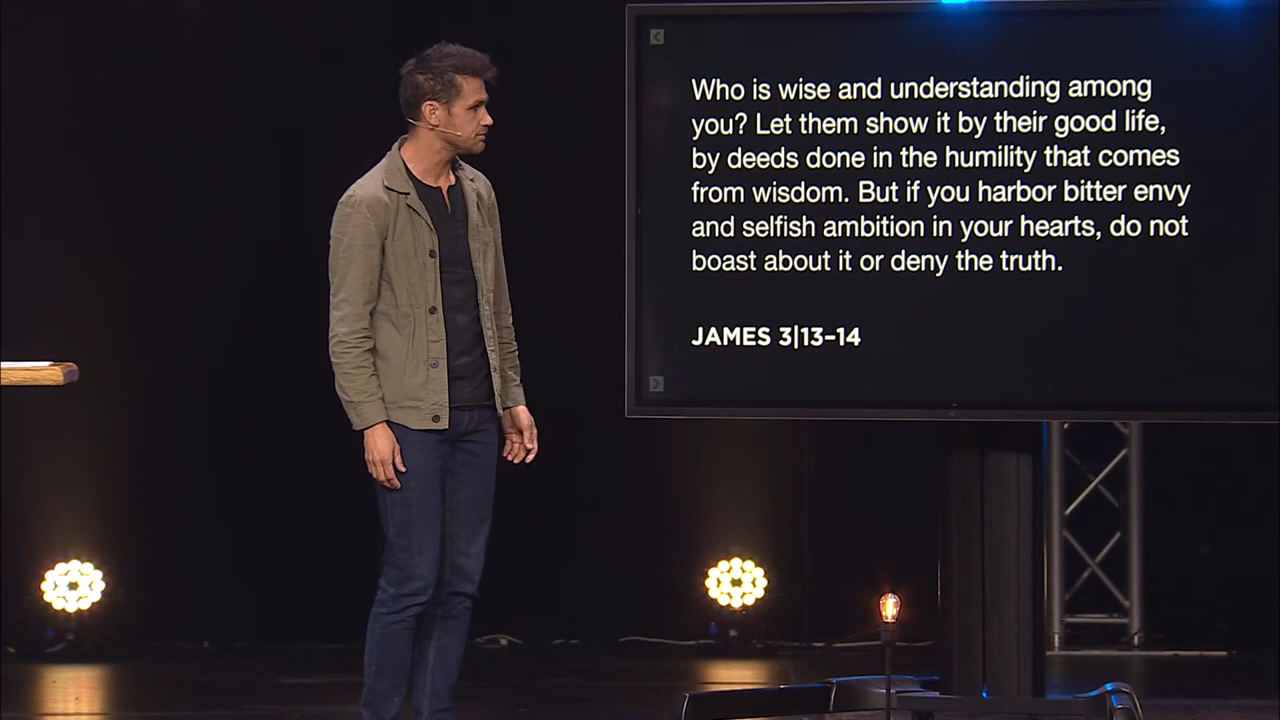 Who is wise and understanding among
you? Let them show it by their good life,
by deeds done in the humility that comes
from wisdom. But if you harbor bitter envy
and selfish ambition in your hearts, do not
boast about it or deny the truth.
JAMES 3|13–14